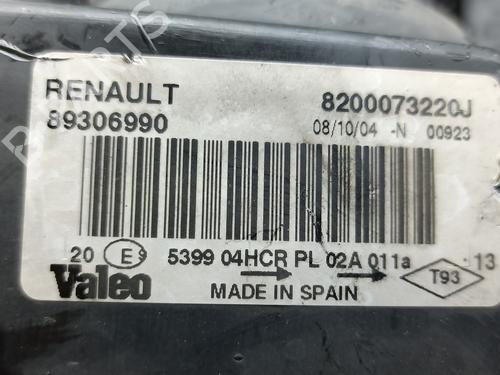 RENAULT 8200073220J
89306990 08/10/04 -N 00923
20 E9 5399 04HCR PL 02A 011a 13
Valeo MADE IN SPAIN T93